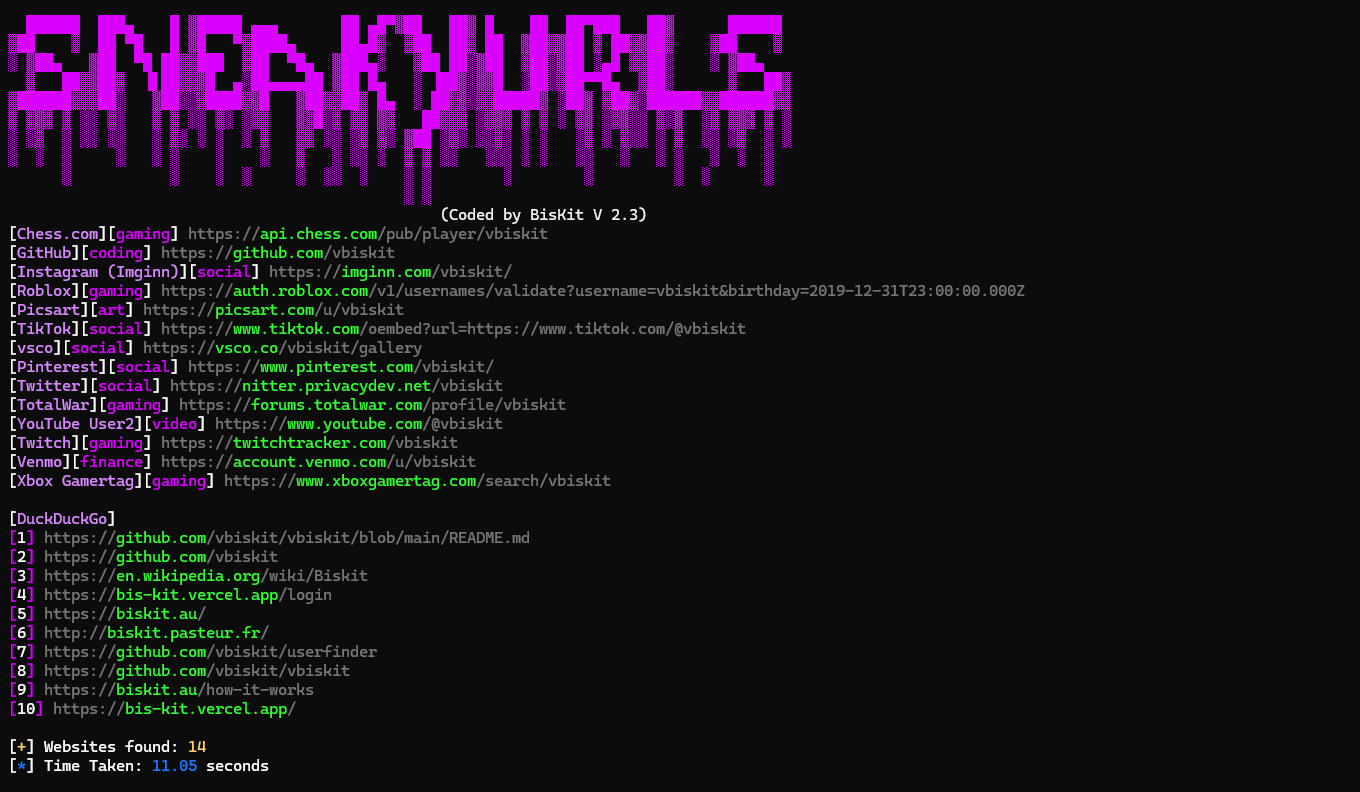 (Coded by BisKit V 2.3)
[Chess.com][gaming] https://api.chess.com/pub/player/vbiskit
[GitHub][coding] https://github.com/vbiskit
[Instagram (Imginn)][social] https://imginn.com/vbiskit/
[Roblox][gaming] https://auth.roblox.com/v1/usernames/validate?username=vbiskit&birthday=2019-12-31T23:00:00.000Z
[Picsart][art] https://picsart.com/u/vbiskit
[TikTok][social] https://www.tiktok.com/oembed?url=https://www.tiktok.com/@vbiskit
[vsco][social] https://vsco.co/vbiskit/gallery
[Pinterest][social] https://www.pinterest.com/vbiskit/
[Twitter][social] https://nitter.privacydev.net/vbiskit
[TotalWar][gaming] https://forums.totalwar.com/profile/vbiskit
[YouTube User2][video] https://www.youtube.com/@vbiskit
[Twitch][gaming] https://twitchtracker.com/vbiskit
[Venmo][finance] https://account.venmo.com/u/vbiskit
[Xbox Gamertag][gaming] https://www.xboxgamertag.com/search/vbiskit
[DuckDuckGo]
[1] https://github.com/vbiskit/vbiskit/blob/main/README.md
[2] https://github.com/vbiskit
[3] https://en.wikipedia.org/wiki/Biskit
[4] https://bis-kit.vercel.app/login
[5] https://biskit.au/
[6] http://biskit.pasteur.fr/
[7] https://github.com/vbiskit/userfinder
[8] https://github.com/vbiskit/vbiskit
[9] https://biskit.au/how-it-works
[10] https://bis-kit.vercel.app/
[+] Websites found: 14
[*] Time Taken: 11.05 seconds